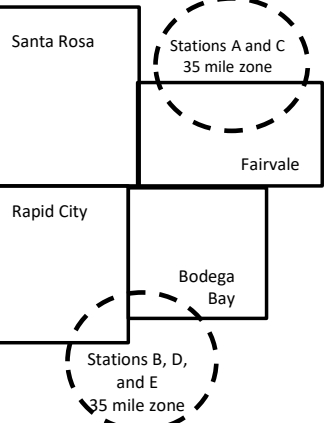 Santa Rosa
Stations A and C
35 mile zone
Fairvale
Rapid City
Bodega
Bay
Stations B, D,
and E
35 mile zone